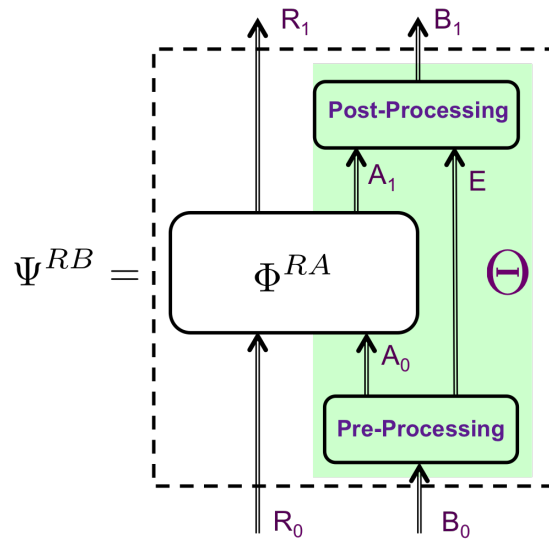 R₁ B₁
Post-Processing
A₁ E
Ψ^{RB} = Φ^{RA} Θ
A₀
Pre-Processing
R₀ B₀